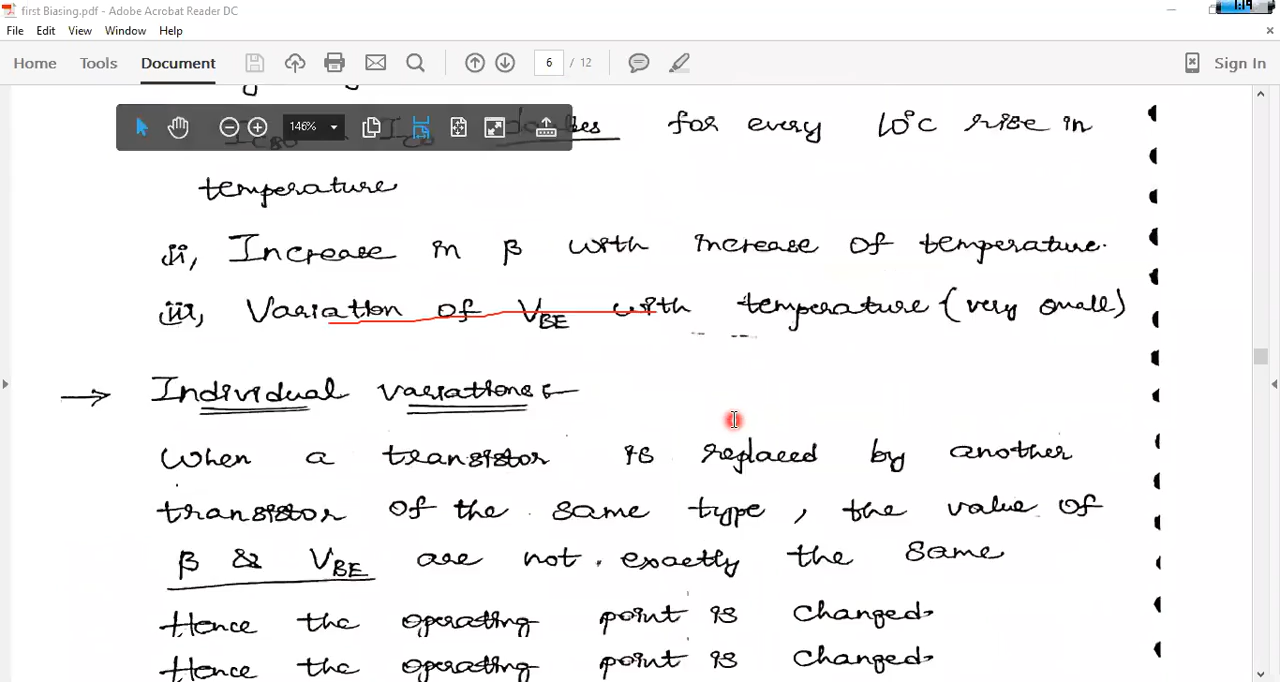 first Biasing.pdf - Adobe Acrobat Reader DC
1:19
File Edit View Window Help
Home Tools Document 6 / 12 Sign In
146%
for every 10°c rise in
temperature
ii, Increase in β with increase of temperature.
iii, Variation of VBE with temperature (very small)
→ Individual variations :-
When a transistor is replaced by another
transistor of the same type, the value of
β & VBE are not exactly the same
Hence the operating point is changed.
Hence the operating point is changed.